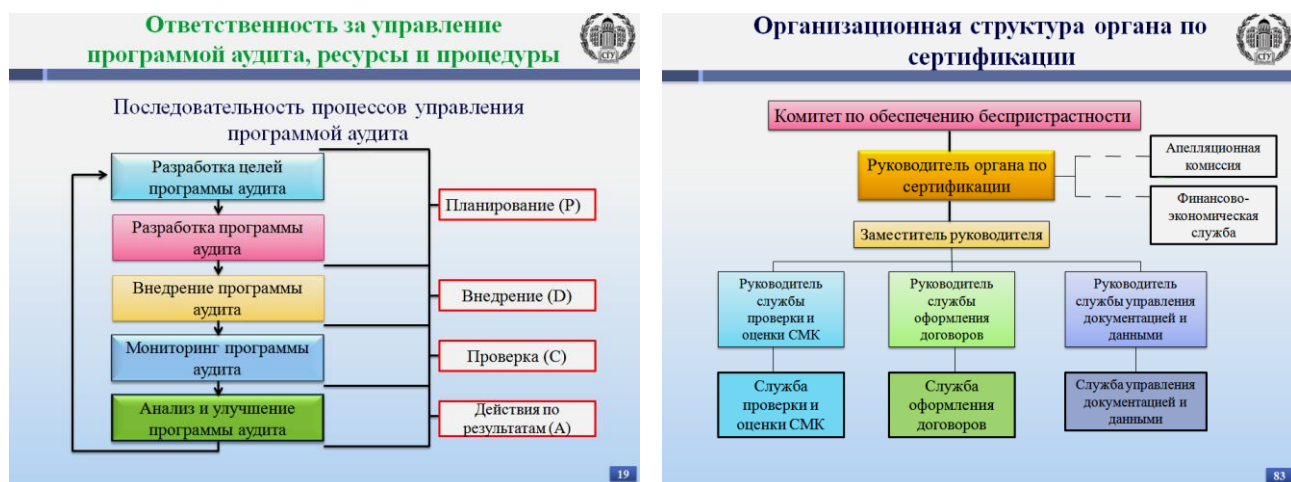 Ответственность за управление
программой аудита, ресурсы и процедуры
СГУ
Последовательность процессов управления
программой аудита
Разработка целей
программы аудита
Разработка программы
аудита
Внедрение программы
аудита
Мониторинг программы
аудита
Анализ и улучшение
программы аудита
Планирование (P)
Внедрение (D)
Проверка (C)
Действия по
результатам (A)
19
Организационная структура органа по
сертификации
СГУ
Комитет по обеспечению беспристрастности
Руководитель органа по
сертификации
Апелляционная
комиссия
Финансово-
экономическая
служба
Заместитель руководителя
Руководитель
службы
проверки и
оценки СМК
Руководитель
службы
оформления
договоров
Руководитель
службы управления
документацией и
данными
Служба
проверки и
оценки СМК
Служба
оформления
договоров
Служба управления
документацией и
данными
83